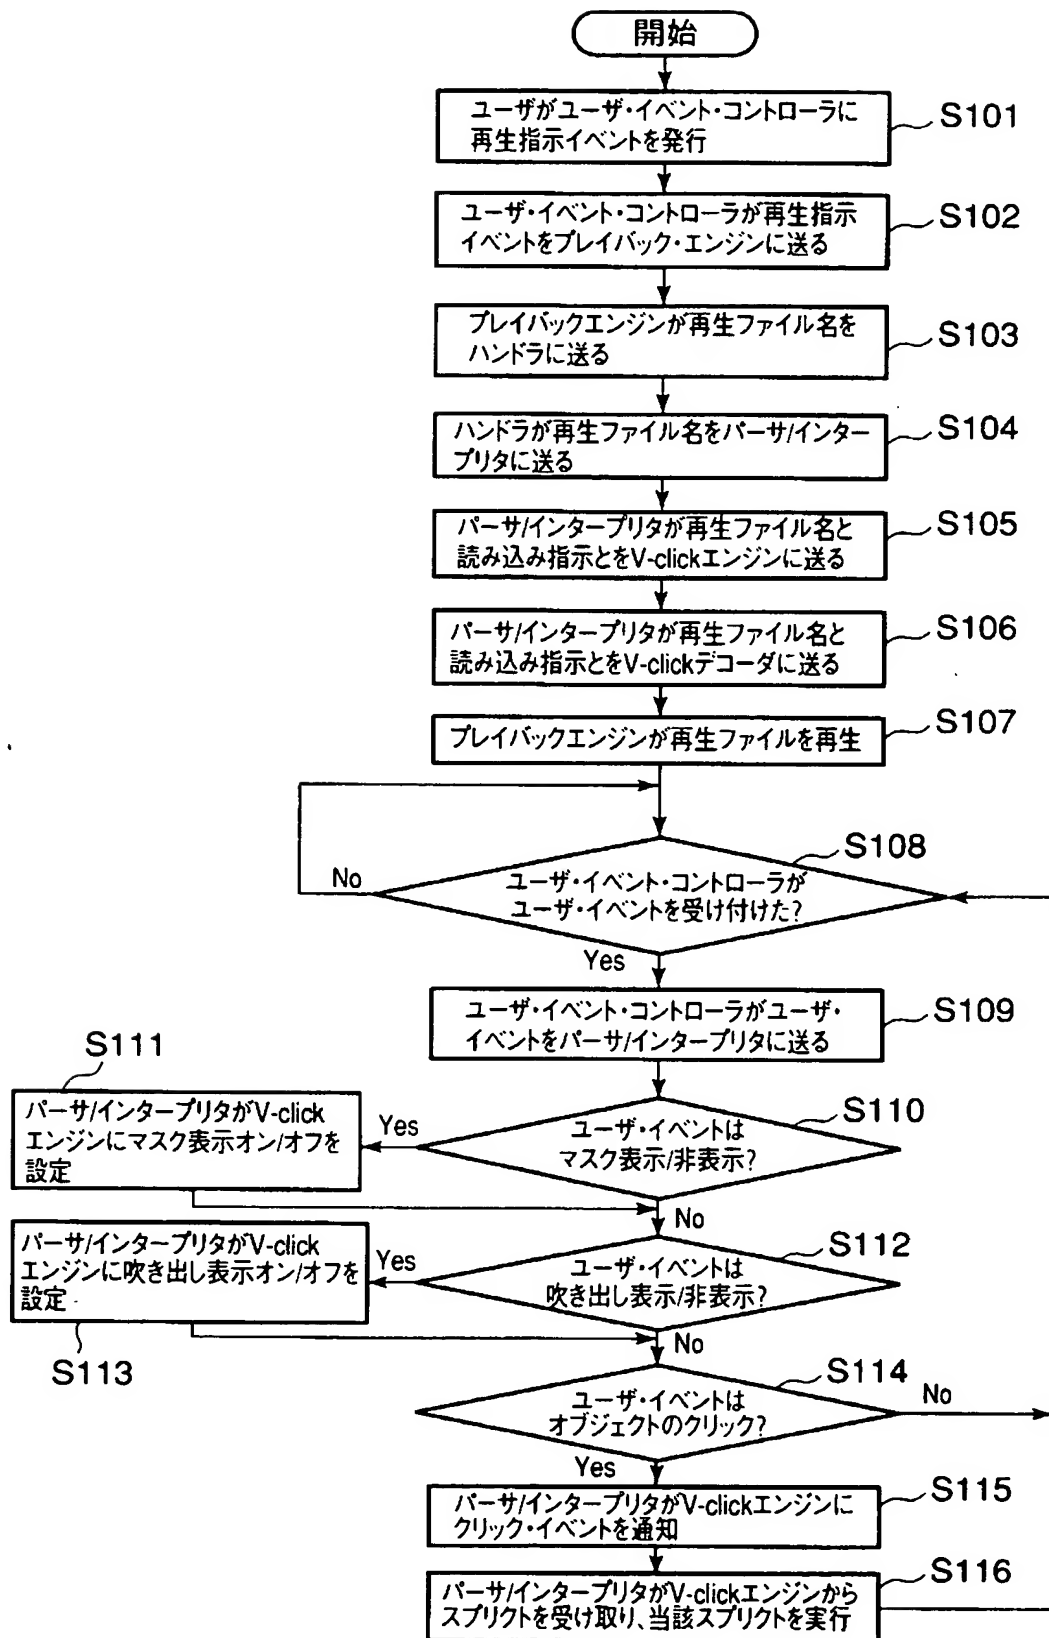 開始
ユーザがユーザ・イベント・コントローラに
再生指示イベントを発行
S101
ユーザ・イベント・コントローラが再生指示
イベントをプレイバック・エンジンに送る
S102
プレイバックエンジンが再生ファイル名を
ハンドラに送る
S103
ハンドラが再生ファイル名をパーサ/インター
プリタに送る
S104
パーサ/インタープリタが再生ファイル名と
読み込み指示とをV-clickエンジンに送る
S105
パーサ/インタープリタが再生ファイル名と
読み込み指示とをV-clickデコーダに送る
S106
プレイバックエンジンが再生ファイルを再生
S107
S108
No
ユーザ・イベント・コントローラが
ユーザ・イベントを受け付けた?
Yes
ユーザ・イベント・コントローラがユーザ・
イベントをパーサ/インタープリタに送る
S109
S111
パーサ/インタープリタがV-click
エンジンにマスク表示オン/オフを
設定
Yes
ユーザ・イベントは
マスク表示/非表示?
S110
No
パーサ/インタープリタがV-click
エンジンに吹き出し表示オン/オフを
設定
Yes
ユーザ・イベントは
吹き出し表示/非表示?
S112
No
S113
S114
ユーザ・イベントは
オブジェクトのクリック?
No
Yes
パーサ/インタープリタがV-clickエンジンに
クリック・イベントを通知
S115
パーサ/インタープリタがV-clickエンジンから
スプリクトを受け取り、当該スプリクトを実行
S116